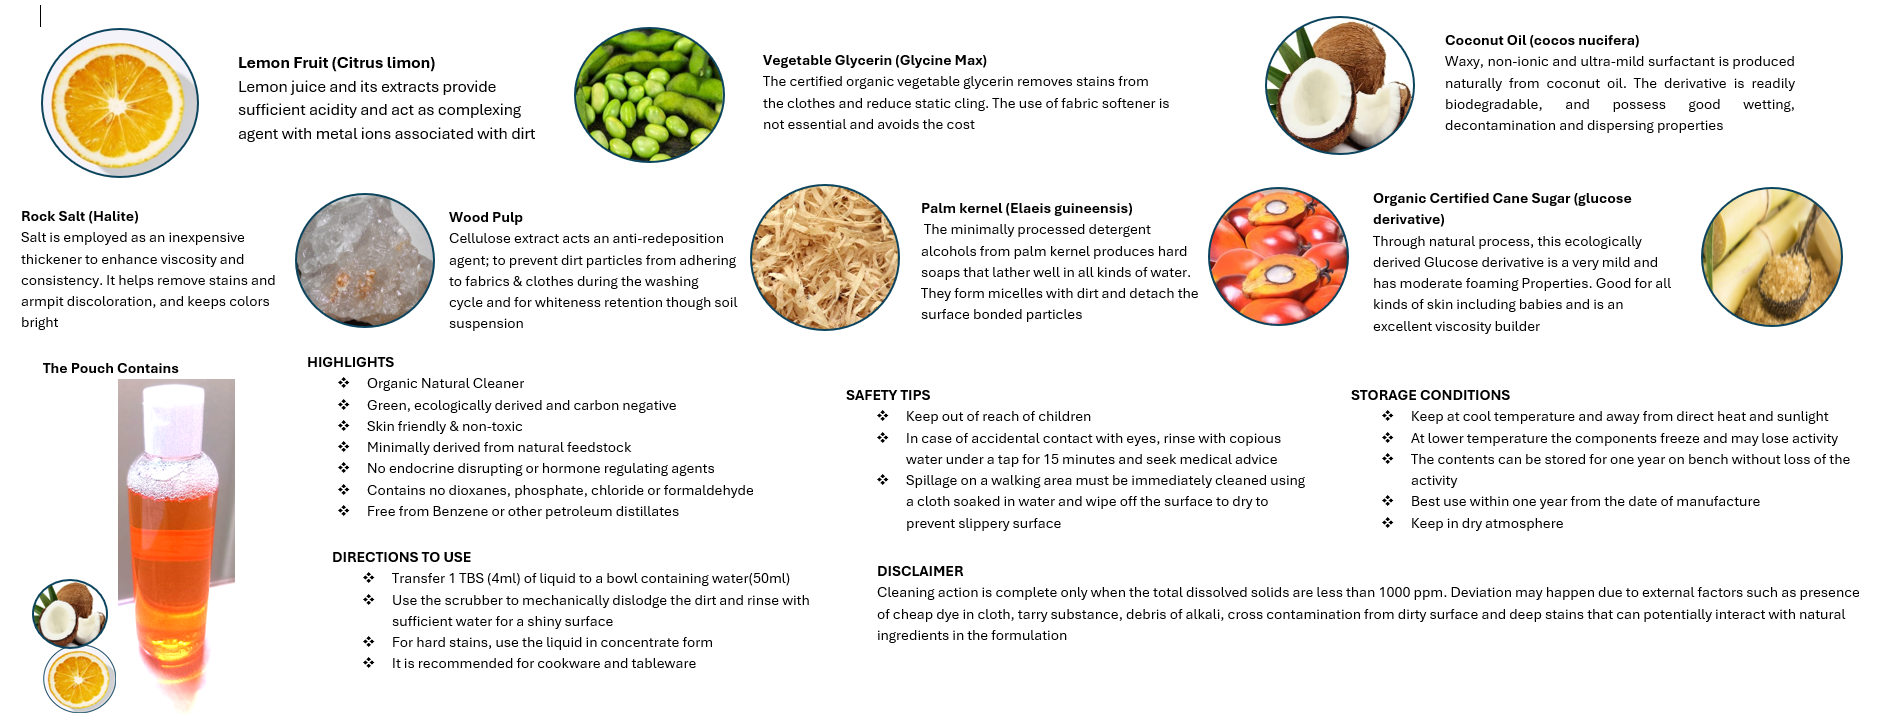 Lemon Fruit (Citrus limon)
Lemon juice and its extracts provide
sufficient acidity and act as complexing
agent with metal ions associated with dirt
Vegetable Glycerin (Glycine Max)
The certified organic vegetable glycerin removes stains from
the clothes and reduce static cling. The use of fabric softener is
not essential and avoids the cost
Coconut Oil (cocos nucifera)
Waxy, non-ionic and ultra-mild surfactant is produced
naturally from coconut oil. The derivative is readily
biodegradable, and possess good wetting,
decontamination and dispersing properties
Rock Salt (Halite)
Salt is employed as an inexpensive
thickener to enhance viscosity and
consistency. It helps remove stains and
armpit discoloration, and keeps colors
bright
Wood Pulp
Cellulose extract acts an anti-redeposition
agent; to prevent dirt particles from adhering
to fabrics & clothes during the washing
cycle and for whiteness retention though soil
suspension
Palm kernel (Elaeis guineensis)
The minimally processed detergent
alcohols from palm kernel produces hard
soaps that lather well in all kinds of water.
They form micelles with dirt and detach the
surface bonded particles
Organic Certified Cane Sugar (glucose
derivative)
Through natural process, this ecologically
derived Glucose derivative is a very mild and
has moderate foaming Properties. Good for all
kinds of skin including babies and is an
excellent viscosity builder
The Pouch Contains
HIGHLIGHTS
❖ Organic Natural Cleaner
❖ Green, ecologically derived and carbon negative
❖ Skin friendly & non-toxic
❖ Minimally derived from natural feedstock
❖ No endocrine disrupting or hormone regulating agents
❖ Contains no dioxanes, phosphate, chloride or formaldehyde
❖ Free from Benzene or other petroleum distillates
SAFETY TIPS
❖ Keep out of reach of children
❖ In case of accidental contact with eyes, rinse with copious
water under a tap for 15 minutes and seek medical advice
❖ Spillage on a walking area must be immediately cleaned using
a cloth soaked in water and wipe off the surface to dry to
prevent slippery surface
STORAGE CONDITIONS
❖ Keep at cool temperature and away from direct heat and sunlight
❖ At lower temperature the components freeze and may lose activity
❖ The contents can be stored for one year on bench without loss of the
activity
❖ Best use within one year from the date of manufacture
❖ Keep in dry atmosphere
DIRECTIONS TO USE
❖ Transfer 1 TBS (4ml) of liquid to a bowl containing water(50ml)
❖ Use the scrubber to mechanically dislodge the dirt and rinse with
sufficient water for a shiny surface
❖ For hard stains, use the liquid in concentrate form
❖ It is recommended for cookware and tableware
DISCLAIMER
Cleaning action is complete only when the total dissolved solids are less than 1000 ppm. Deviation may happen due to external factors such as presence
of cheap dye in cloth, tarry substance, debris of alkali, cross contamination from dirty surface and deep stains that can potentially interact with natural
ingredients in the formulation